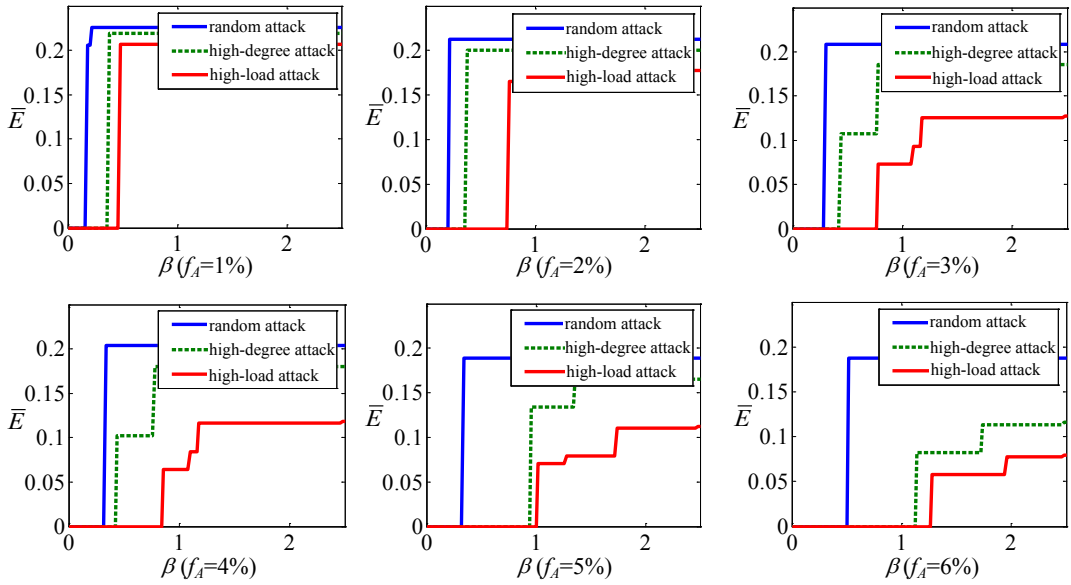 random attack
high-degree attack
high-load attack
0.2
0.15
E̅
0.1
0.05
0
0 1 2
β (f_A=1%)
random attack
high-degree attack
high-load attack
0.2
0.15
E̅
0.1
0.05
0
0 1 2
β (f_A=2%)
random attack
high-degree attack
high-load attack
0.2
0.15
E̅
0.1
0.05
0
0 1 2
β (f_A=3%)
random attack
high-degree attack
high-load attack
0.2
0.15
E̅
0.1
0.05
0
0 1 2
β (f_A=4%)
random attack
high-degree attack
high-load attack
0.2
0.15
E̅
0.1
0.05
0
0 1 2
β (f_A=5%)
random attack
high-degree attack
high-load attack
0.2
0.15
E̅
0.1
0.05
0
0 1 2
β (f_A=6%)